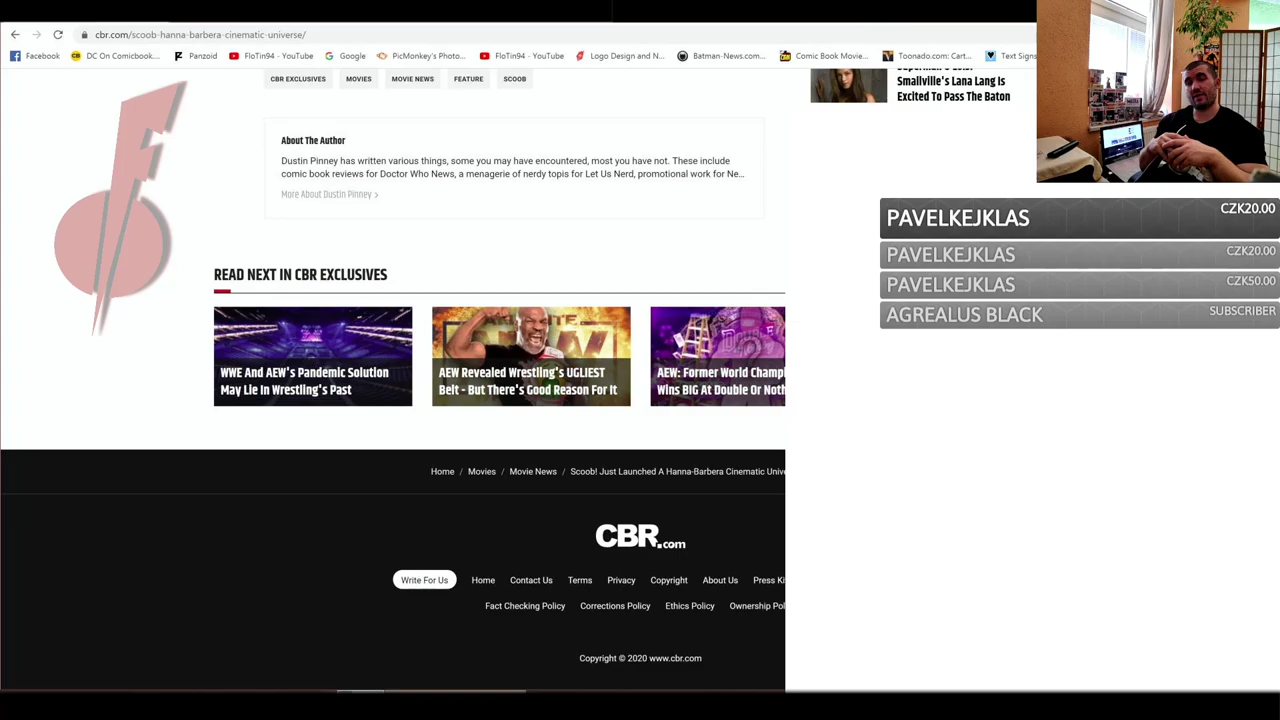 cbr.com/scoob-hanna-barbera-cinematic-universe/
Facebook
DC On Comicbook....
Panzoid
FloTin94 - YouTube
Google
PicMonkey's Photo...
FloTin94 - YouTube
Logo Design and N...
Batman-News.com...
Comic Book Movie...
Toonado.com: Cart...
Text Signs
CBR EXCLUSIVES
MOVIES
MOVIE NEWS
FEATURE
SCOOB
Smallville's Lana Lang Is
Excited To Pass The Baton
About The Author
Dustin Pinney has written various things, some you may have encountered, most you have not. These include
comic book reviews for Doctor Who News, a menagerie of nerdy topics for Let Us Nerd, promotional work for Ne...
More About Dustin Pinney >
PAVELKEJKLAS CZK20.00
PAVELKEJKLAS CZK20.00
PAVELKEJKLAS CZK50.00
AGREALUS BLACK SUBSCRIBER
READ NEXT IN CBR EXCLUSIVES
WWE And AEW's Pandemic Solution
May Lie In Wrestling's Past
AEW Revealed Wrestling's UGLIEST
Belt - But There's Good Reason For It
AEW: Former World Champi
Wins BIG At Double Or Noth
Home / Movies / Movie News / Scoob! Just Launched A Hanna-Barbera Cinematic Unive
CBR.com
Write For Us
Home
Contact Us
Terms
Privacy
Copyright
About Us
Press Ki
Fact Checking Policy
Corrections Policy
Ethics Policy
Ownership Pol
Copyright © 2020 www.cbr.com